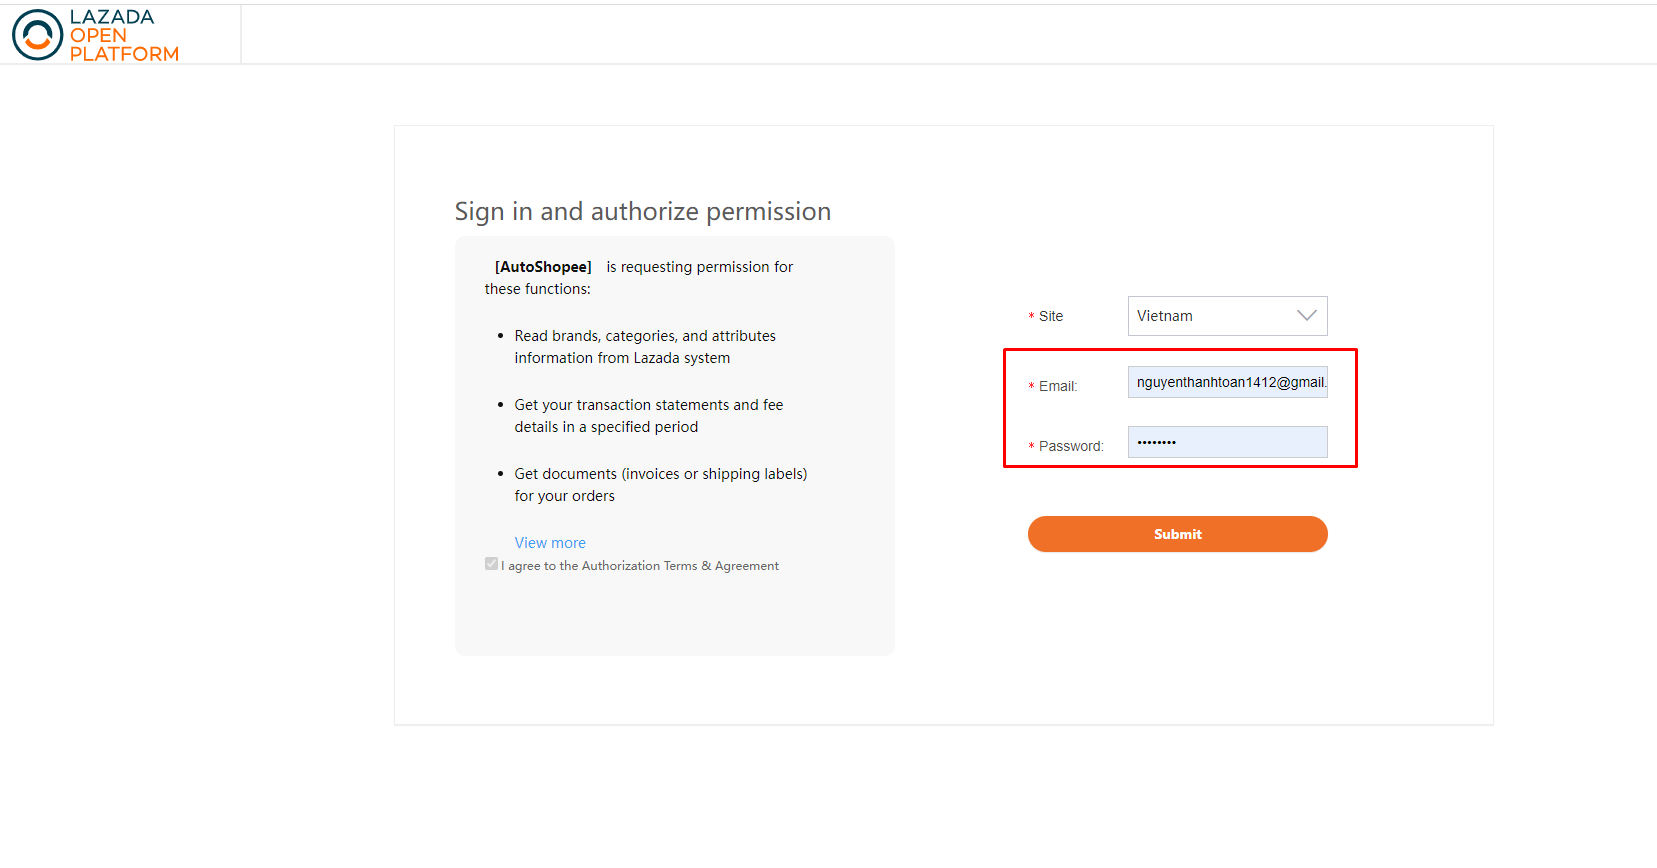 LAZADA
OPEN
PLATFORM
Sign in and authorize permission
[AutoShopee] is requesting permission for
these functions:
• Read brands, categories, and attributes
information from Lazada system
• Get your transaction statements and fee
details in a specified period
• Get documents (invoices or shipping labels)
for your orders
View more
I agree to the Authorization Terms & Agreement
* Site Vietnam
* Email: nguyenthanhtoan1412@gmail.
* Password: ••••••••
Submit